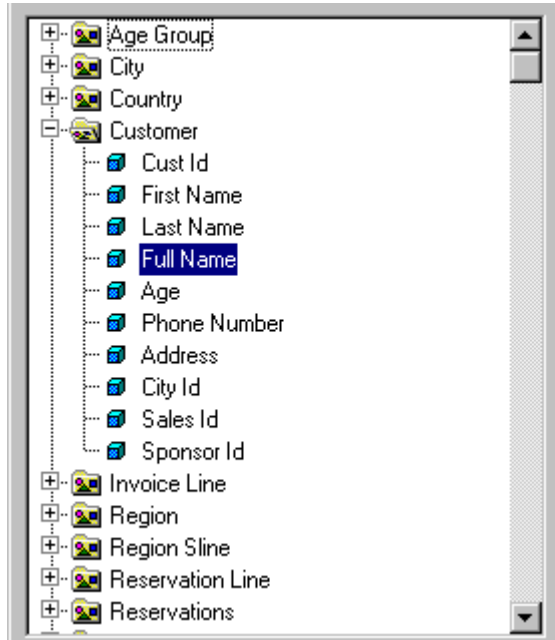 Age Group
City
Country
Customer
Cust Id
First Name
Last Name
Full Name
Age
Phone Number
Address
City Id
Sales Id
Sponsor Id
Invoice Line
Region
Region Sline
Reservation Line
Reservations